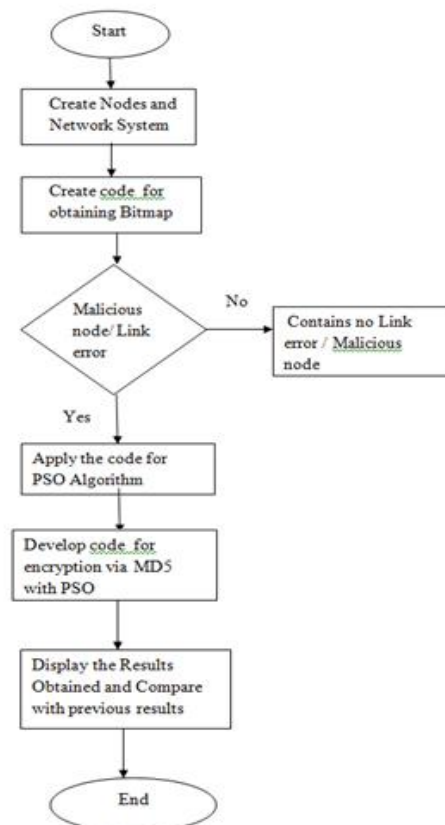 Start
Create Nodes and
Network System
Create code for
obtaining Bitmap
Malicious
node/ Link
error
No
Contains no Link
error / Malicious
node
Yes
Apply the code for
PSO Algorithm
Develop code for
encryption via MD5
with PSO
Display the Results
Obtained and Compare
with previous results
End